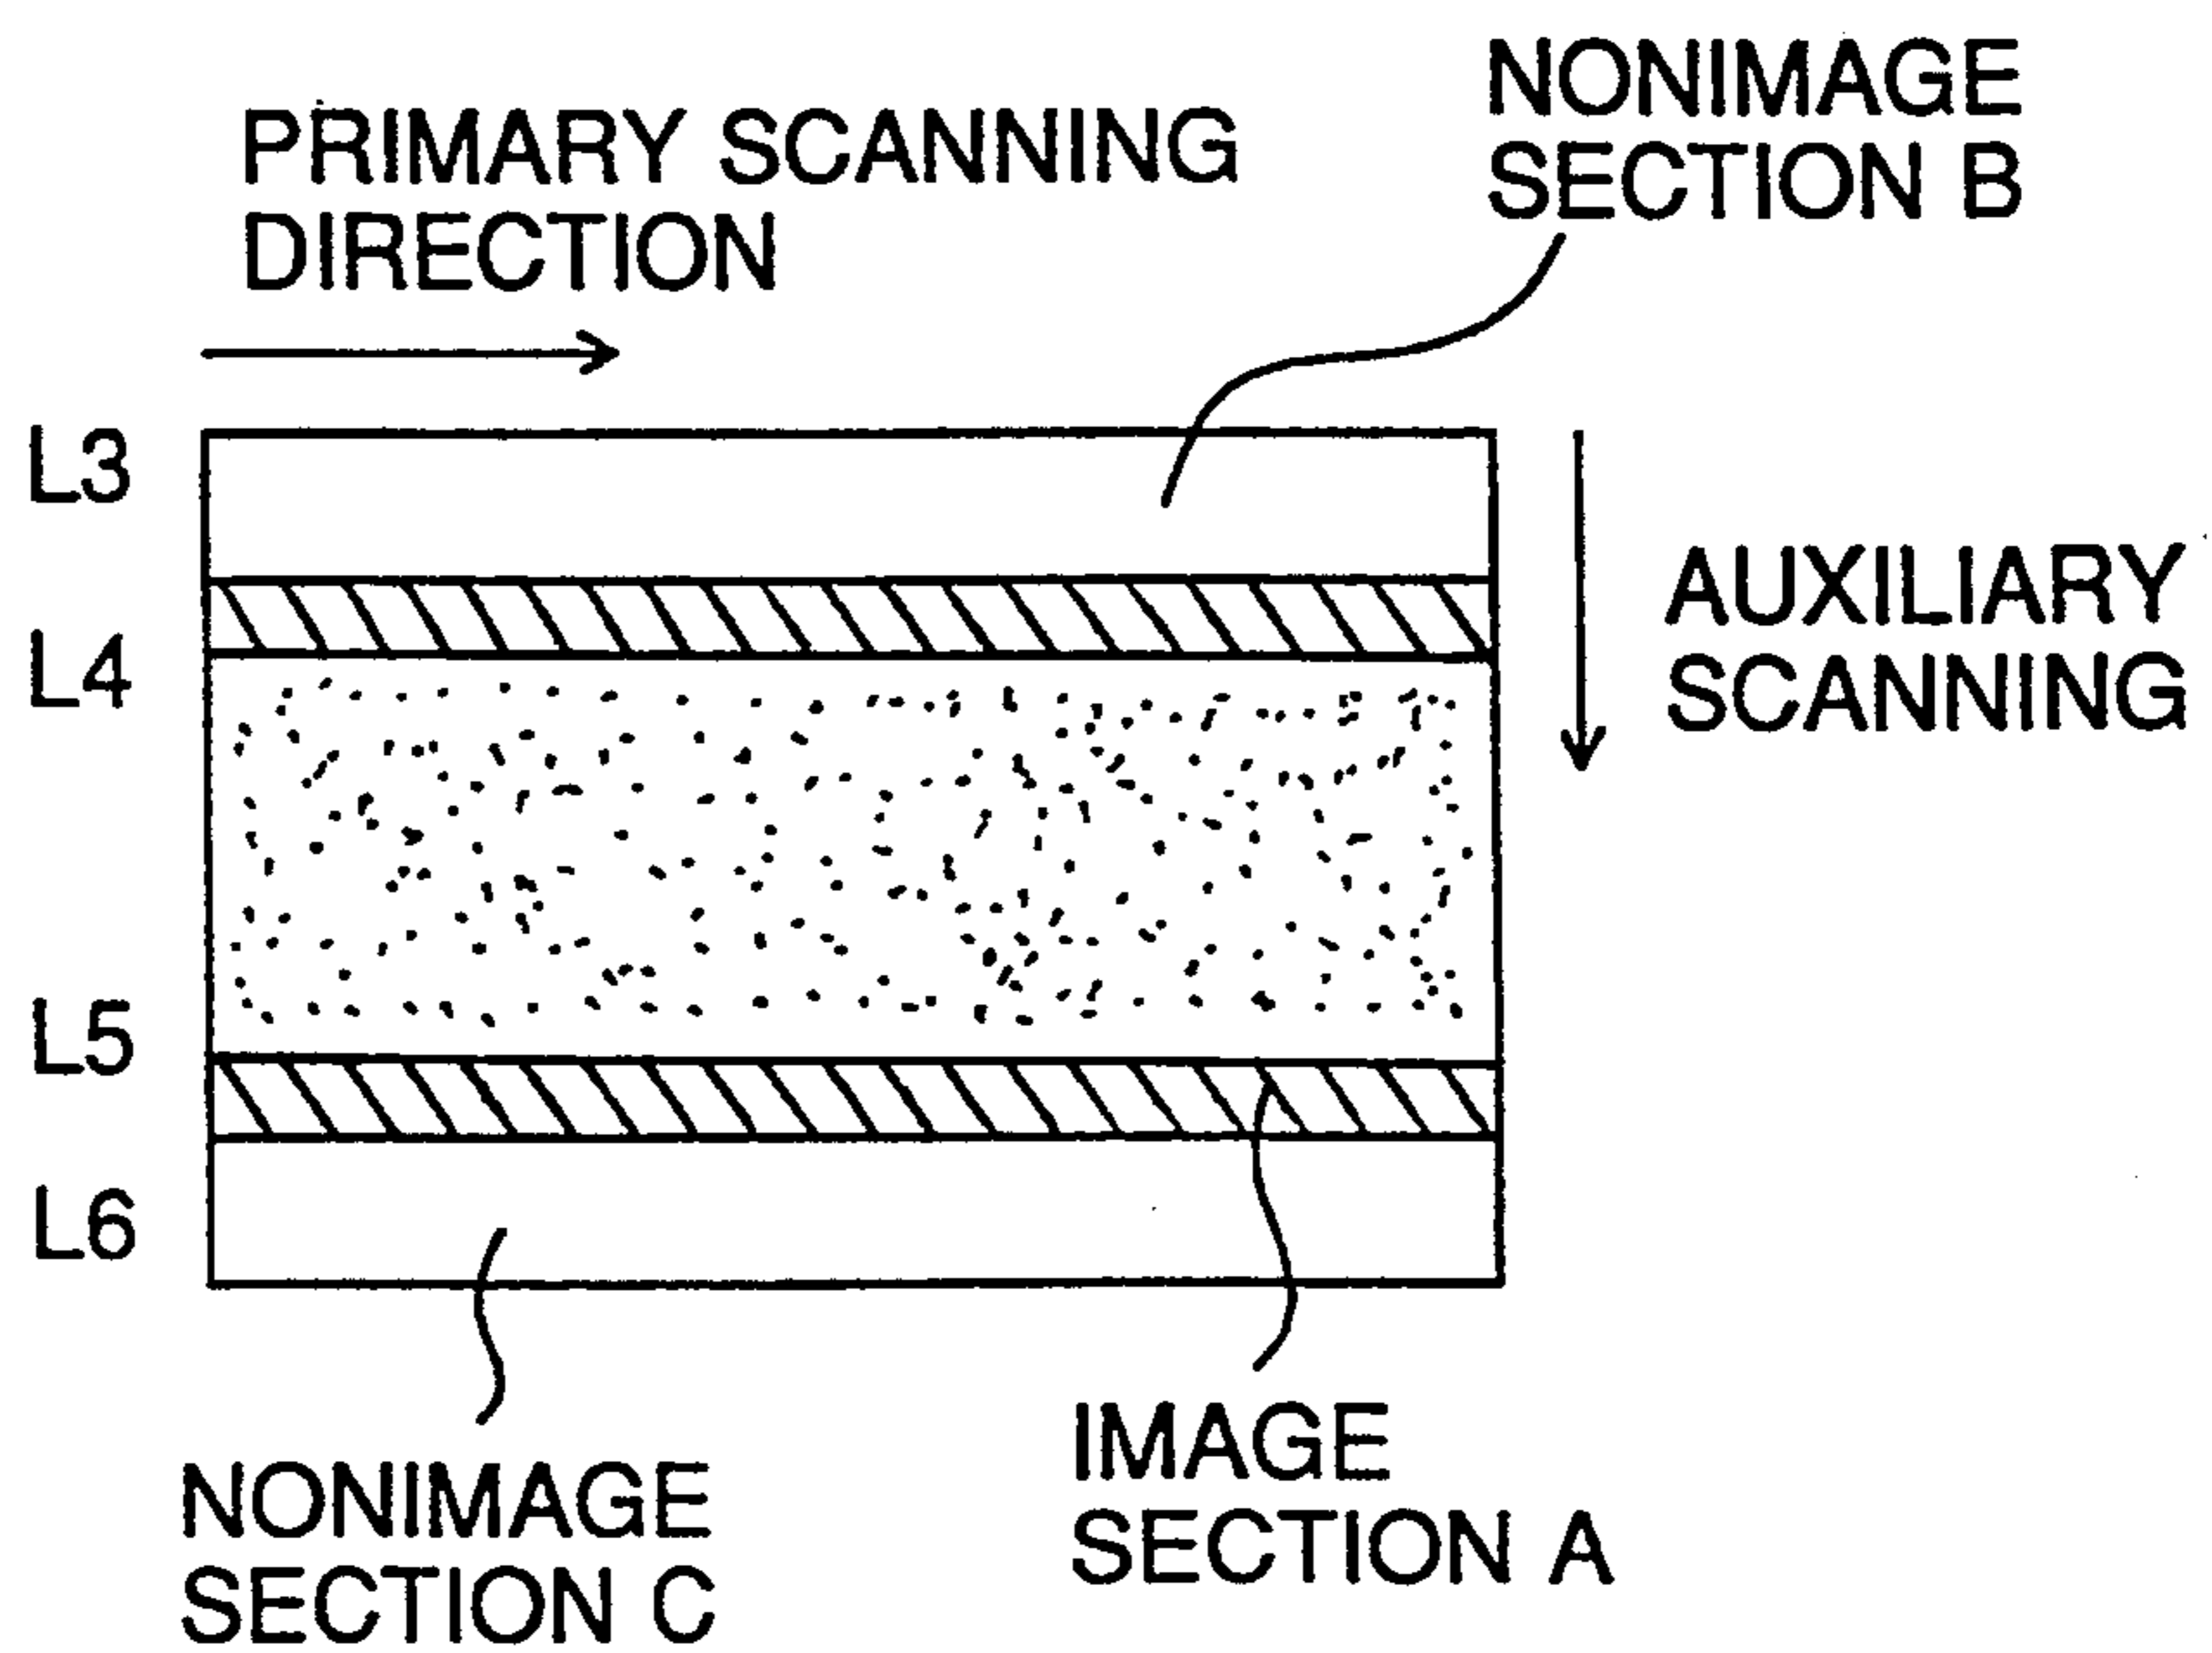 NONIMAGE
SECTION B
PRIMARY SCANNING
DIRECTION
L3
L4
AUXILIARY
SCANNING
L5
L6
IMAGE
SECTION A
NONIMAGE
SECTION C